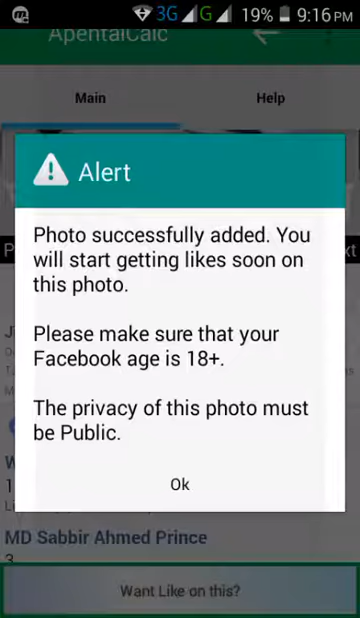 3G G 19% 9:16 PM
ApentalCalc
Main Help
Alert
Photo successfully added. You
will start getting likes soon on
this photo.
Please make sure that your
Facebook age is 18+.
The privacy of this photo must
be Public.
Ok
MD Sabbir Ahmed Prince
3
Want Like on this?